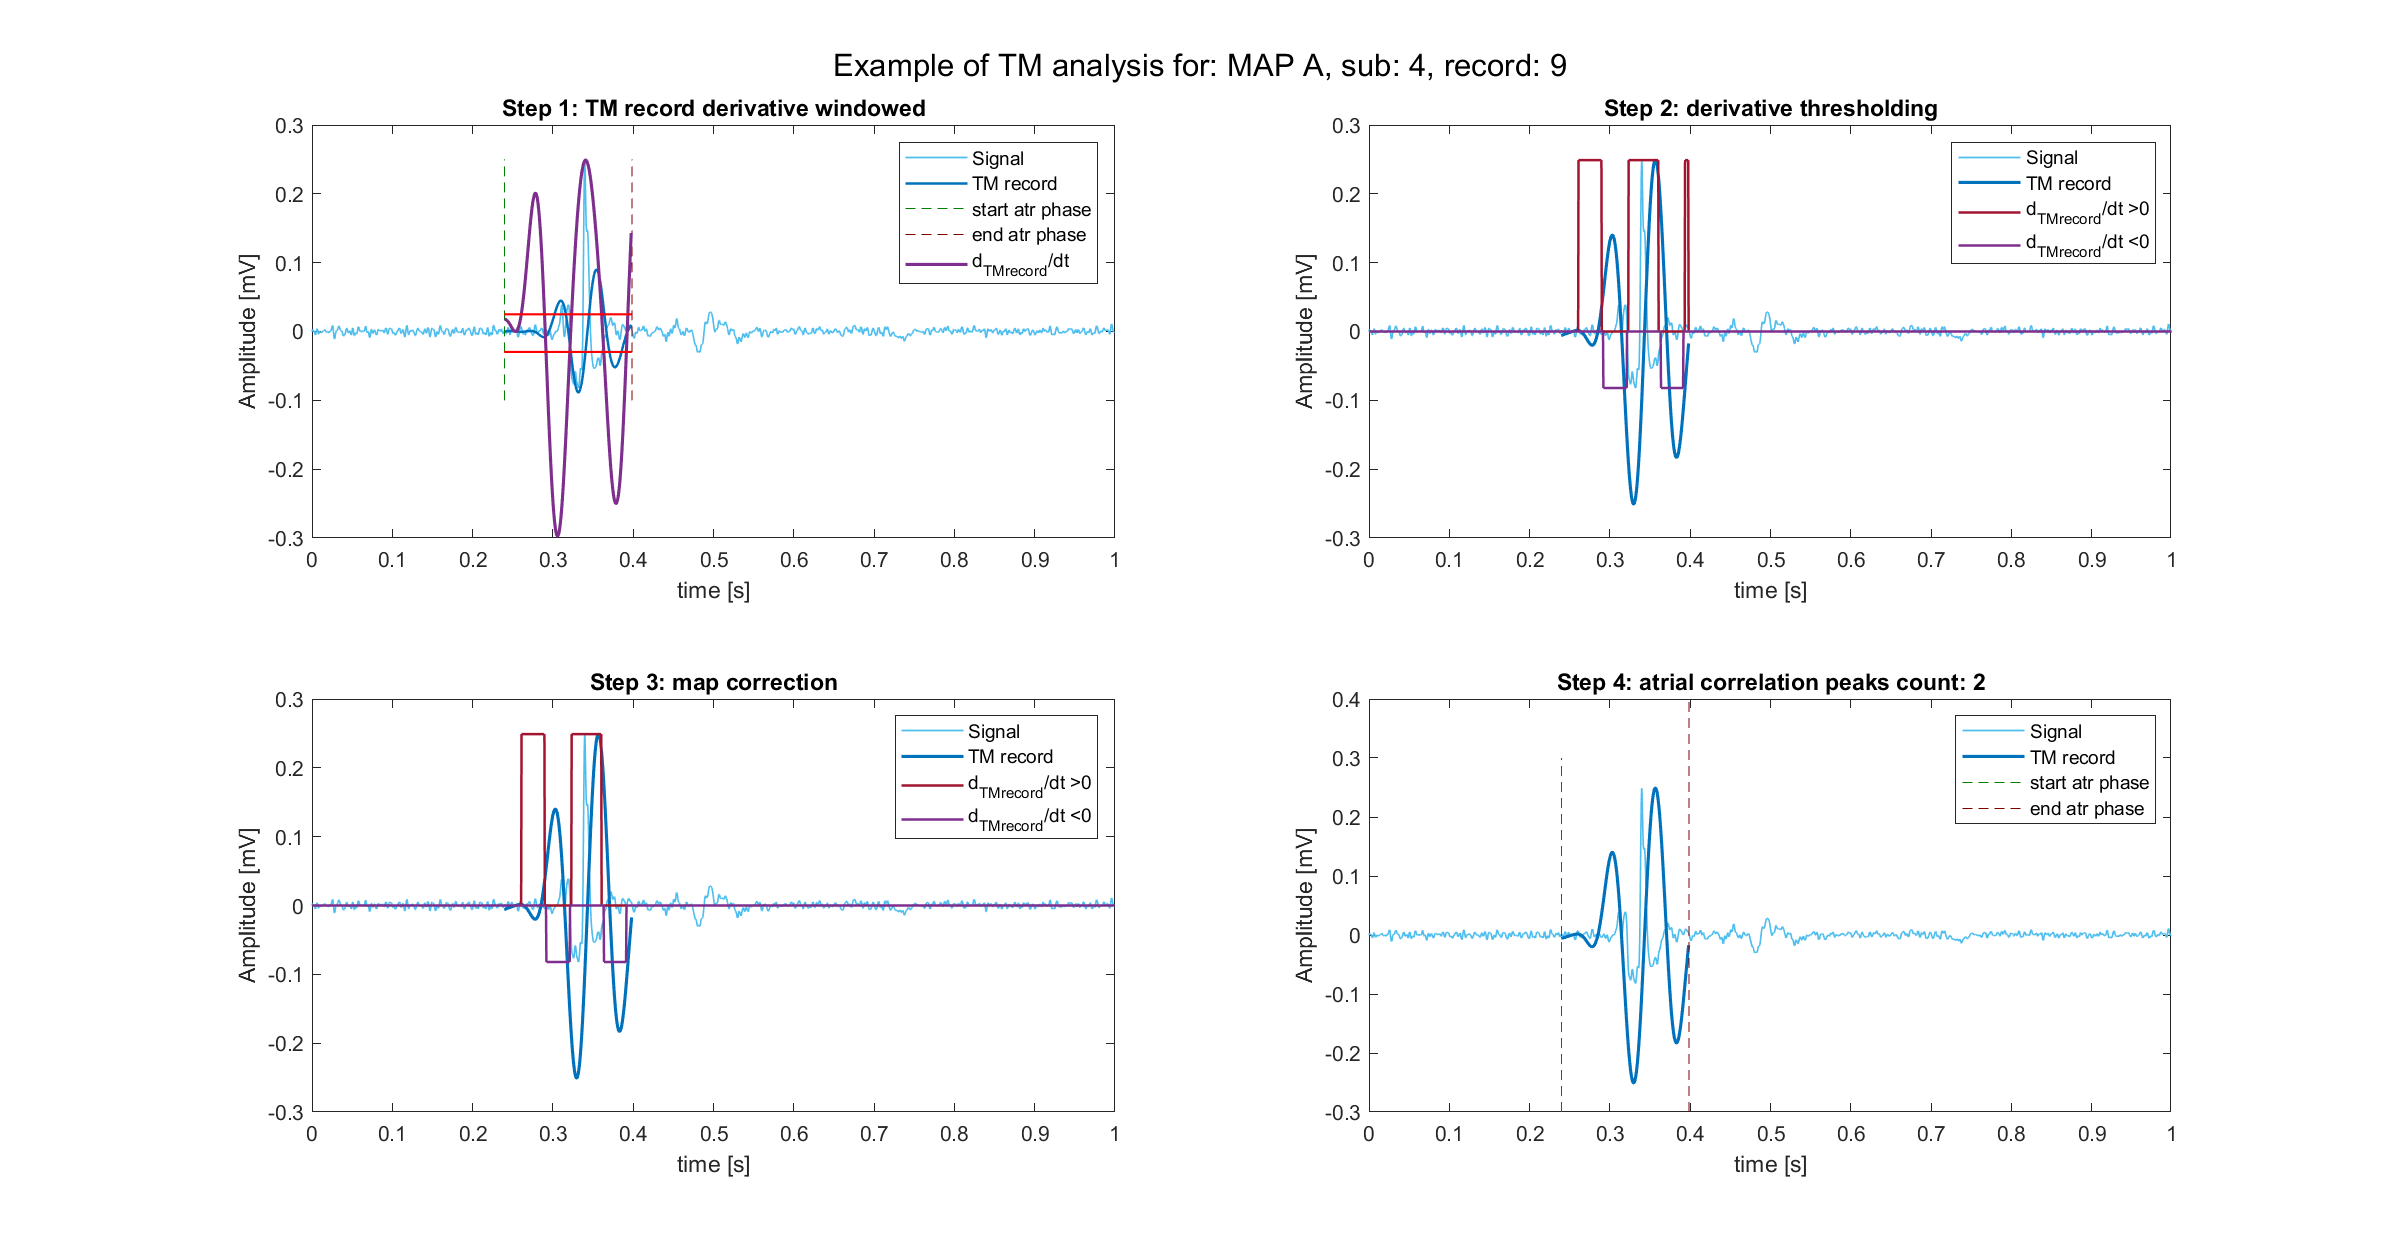 Example of TM analysis for: MAP A, sub: 4, record: 9
Step 1: TM record derivative windowed
0.3
0.2
0.1
0
-0.1
-0.2
-0.3
Amplitude [mV]
Signal
TM record
start atr phase
end atr phase
dTMrecord/dt
0 0.1 0.2 0.3 0.4 0.5 0.6 0.7 0.8 0.9 1
time [s]
Step 2: derivative thresholding
0.3
0.2
0.1
0
-0.1
-0.2
-0.3
Amplitude [mV]
Signal
TM record
dTMrecord/dt >0
dTMrecord/dt <0
0 0.1 0.2 0.3 0.4 0.5 0.6 0.7 0.8 0.9 1
time [s]
Step 3: map correction
0.3
0.2
0.1
0
-0.1
-0.2
-0.3
Amplitude [mV]
Signal
TM record
dTMrecord/dt >0
dTMrecord/dt <0
0 0.1 0.2 0.3 0.4 0.5 0.6 0.7 0.8 0.9 1
time [s]
Step 4: atrial correlation peaks count: 2
0.4
0.3
0.2
0.1
0
-0.1
-0.2
-0.3
Amplitude [mV]
Signal
TM record
start atr phase
end atr phase
0 0.1 0.2 0.3 0.4 0.5 0.6 0.7 0.8 0.9 1
time [s]